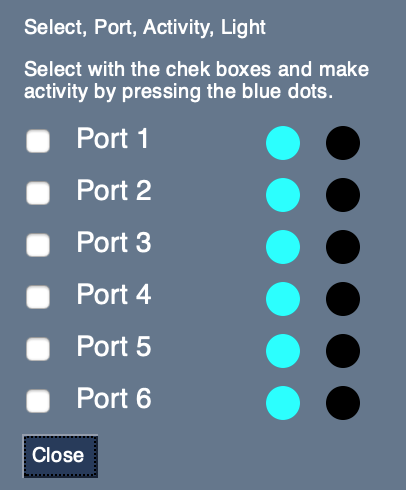 Select, Port, Activity, Light
Select with the chek boxes and make
activity by pressing the blue dots.
Port 1
Port 2
Port 3
Port 4
Port 5
Port 6
Close